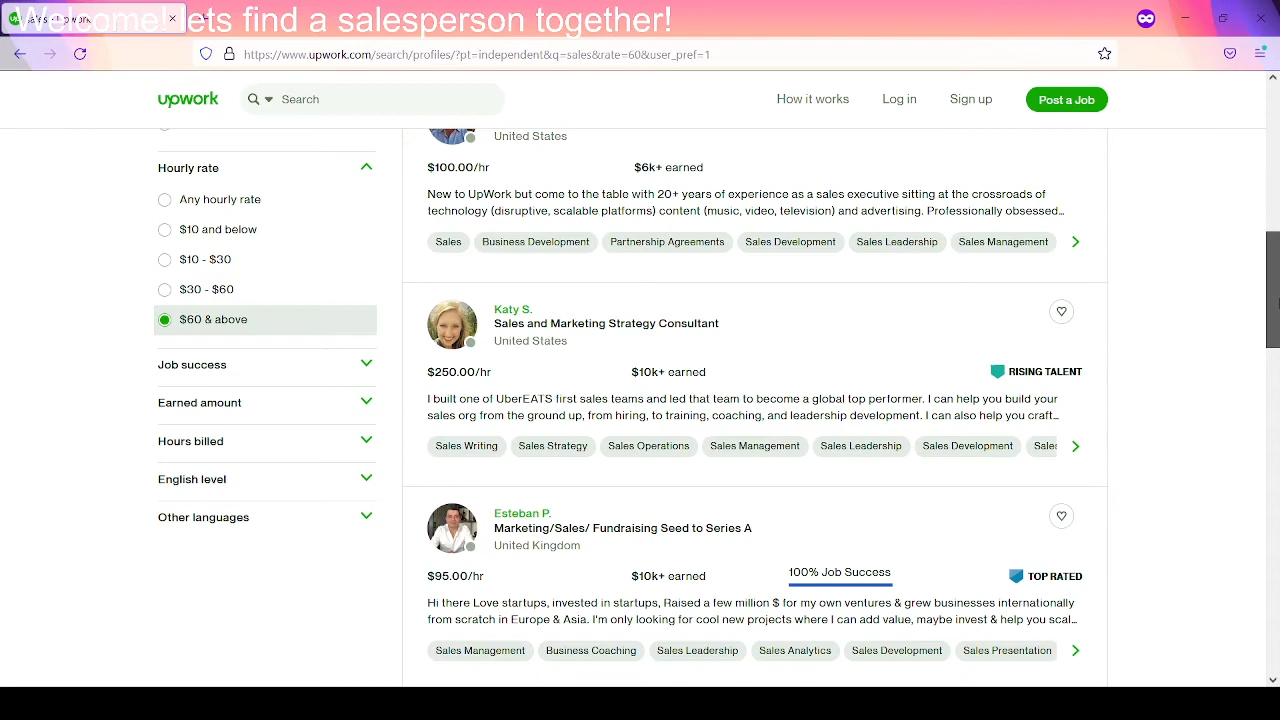 Welcome! lets find a salesperson together!
https://www.upwork.com/search/profiles/?pt=independent&q=sales&rate=60&user_pref=1
upwork
Search
How it works
Log in
Sign up
Post a Job
Hourly rate
Any hourly rate
$10 and below
$10 - $30
$30 - $60
$60 & above
Job success
Earned amount
Hours billed
English level
Other languages
United States
$100.00/hr
$6k+ earned
New to UpWork but come to the table with 20+ years of experience as a sales executive sitting at the crossroads of
technology (disruptive, scalable platforms) content (music, video, television) and advertising. Professionally obsessed...
Sales Business Development Partnership Agreements Sales Development Sales Leadership Sales Management
Katy S.
Sales and Marketing Strategy Consultant
United States
$250.00/hr
$10k+ earned
RISING TALENT
I built one of UberEATS first sales teams and led that team to become a global top performer. I can help you build your
sales org from the ground up, from hiring, to training, coaching, and leadership development. I can also help you craft...
Sales Writing Sales Strategy Sales Operations Sales Management Sales Leadership Sales Development Sales
Esteban P.
Marketing/Sales/ Fundraising Seed to Series A
United Kingdom
$95.00/hr
$10k+ earned
100% Job Success
TOP RATED
Hi there Love startups, invested in startups, Raised a few million $ for my own ventures & grew businesses internationally
from scratch in Europe & Asia. I'm only looking for cool new projects where I can add value, maybe invest & help you scal...
Sales Management Business Coaching Sales Leadership Sales Analytics Sales Development Sales Presentation